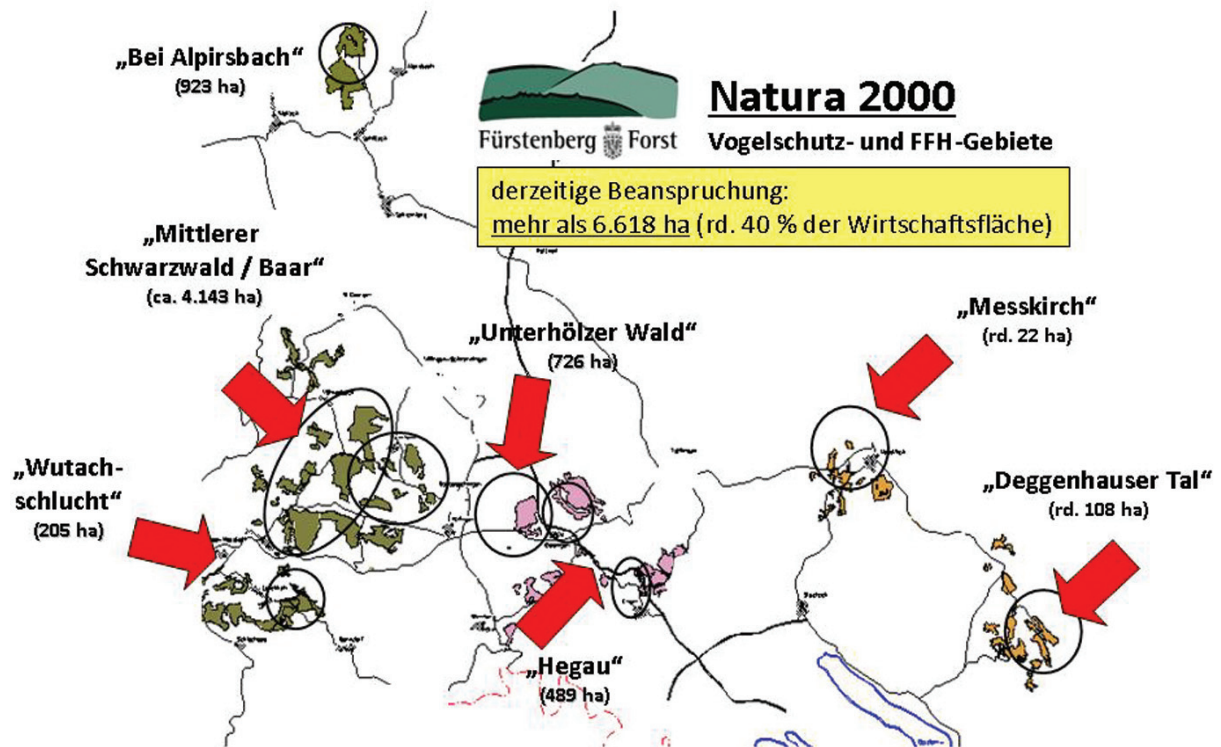 „Bei Alpirsbach“
(923 ha)
Fürstenberg Forst
Natura 2000
Vogelschutz- und FFH-Gebiete
derzeitige Beanspruchung:
mehr als 6.618 ha (rd. 40 % der Wirtschaftsfläche)
„Mittlerer
Schwarzwald / Baar“
(ca. 4.143 ha)
„Unterhölzer Wald“
(726 ha)
„Messkirch“
(rd. 22 ha)
„Wutach-
schlucht“
(205 ha)
„Deggenhauser Tal“
(rd. 108 ha)
„Hegau“
(489 ha)